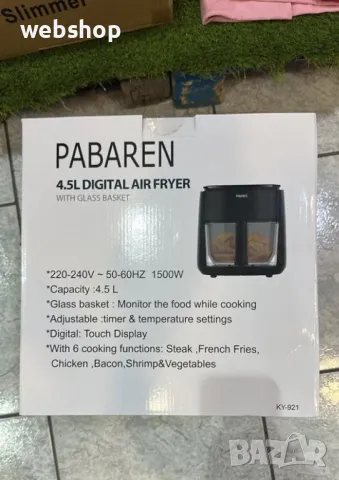 webshop
Slimmer
PABAREN
4.5L DIGITAL AIR FRYER
WITH GLASS BASKET
*220-240V ~ 50-60HZ 1500W
*Capacity :4.5 L
*Glass basket : Monitor the food while cooking
*Adjustable :timer & temperature settings
*Digital: Touch Display
*With 6 cooking functions: Steak ,French Fries,
Chicken ,Bacon,Shrimp&Vegetables
KY-921
bazar